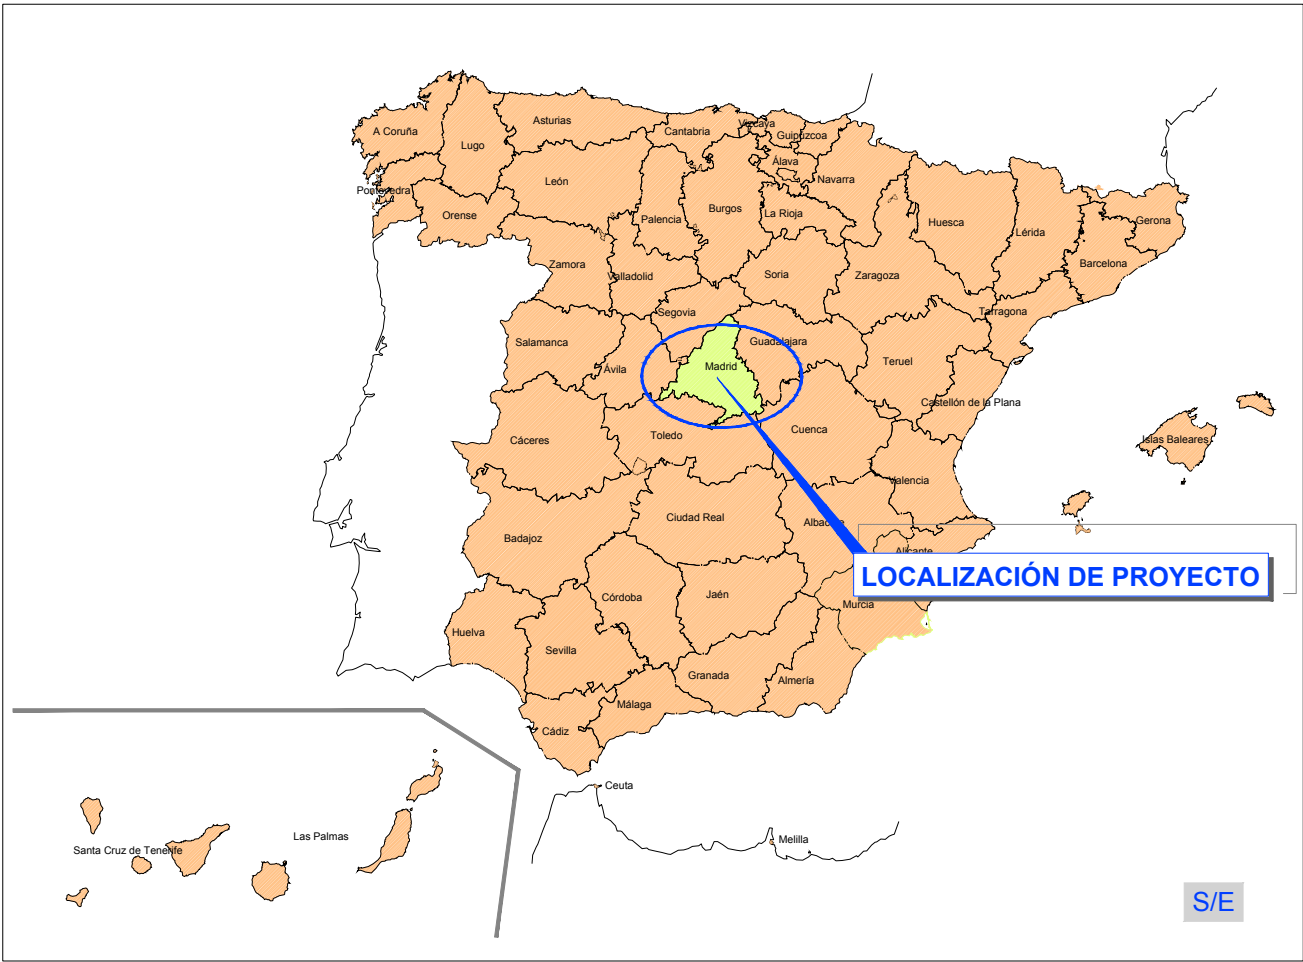 Asturias
A Coruña
Lugo
Cantabria
Vizcaya
Guipúzcoa
Álava
Navarra
León
Pontevedra
Orense
Palencia
Burgos
La Rioja
Huesca
Lérida
Gerona
Barcelona
Zamora
Valladolid
Soria
Zaragoza
Segovia
Tarragona
Salamanca
Ávila
Madrid
Guadalajara
Teruel
Castellón de la Plana
Cáceres
Toledo
Cuenca
Islas Baleares
Valencia
Ciudad Real
Albacete
Badajoz
Alicante
LOCALIZACIÓN DE PROYECTO
Córdoba
Jaén
Murcia
Huelva
Sevilla
Granada
Almería
Málaga
Cádiz
Ceuta
Las Palmas
Melilla
Santa Cruz de Tenerife
S/E